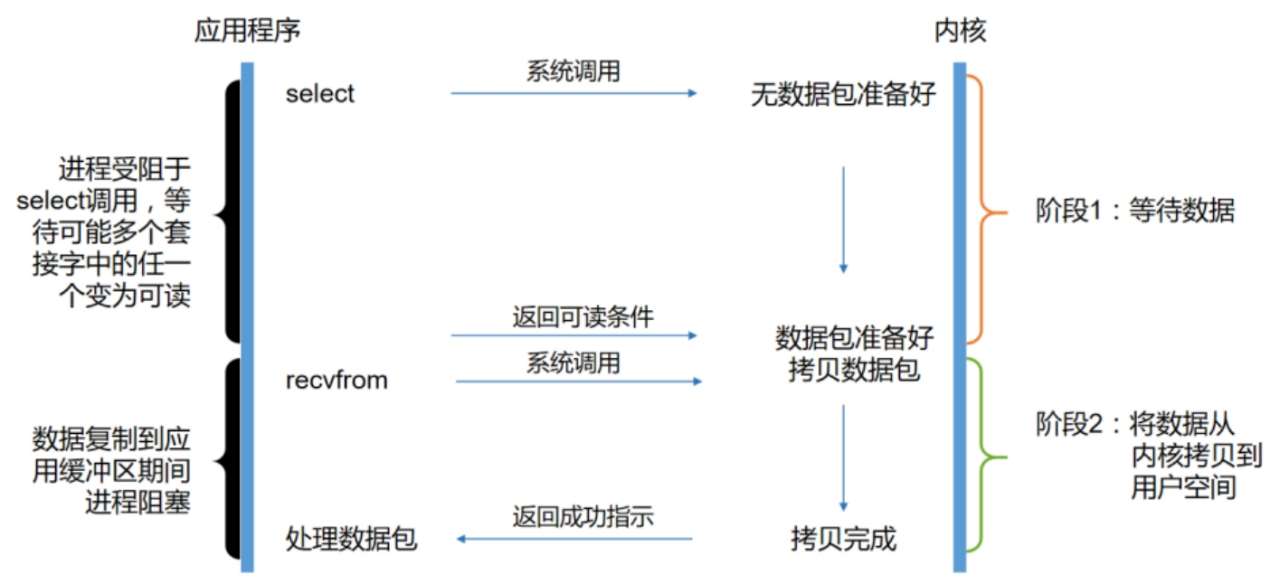 应用程序
内核
select
系统调用
无数据包准备好
进程受阻于
select调用，等
待可能多个套
接字中的任一
个变为可读
阶段1：等待数据
返回可读条件
数据包准备好
系统调用
拷贝数据包
recvfrom
数据复制到应
用缓冲区期间
进程阻塞
阶段2：将数据从
内核拷贝到
用户空间
返回成功指示
处理数据包
拷贝完成